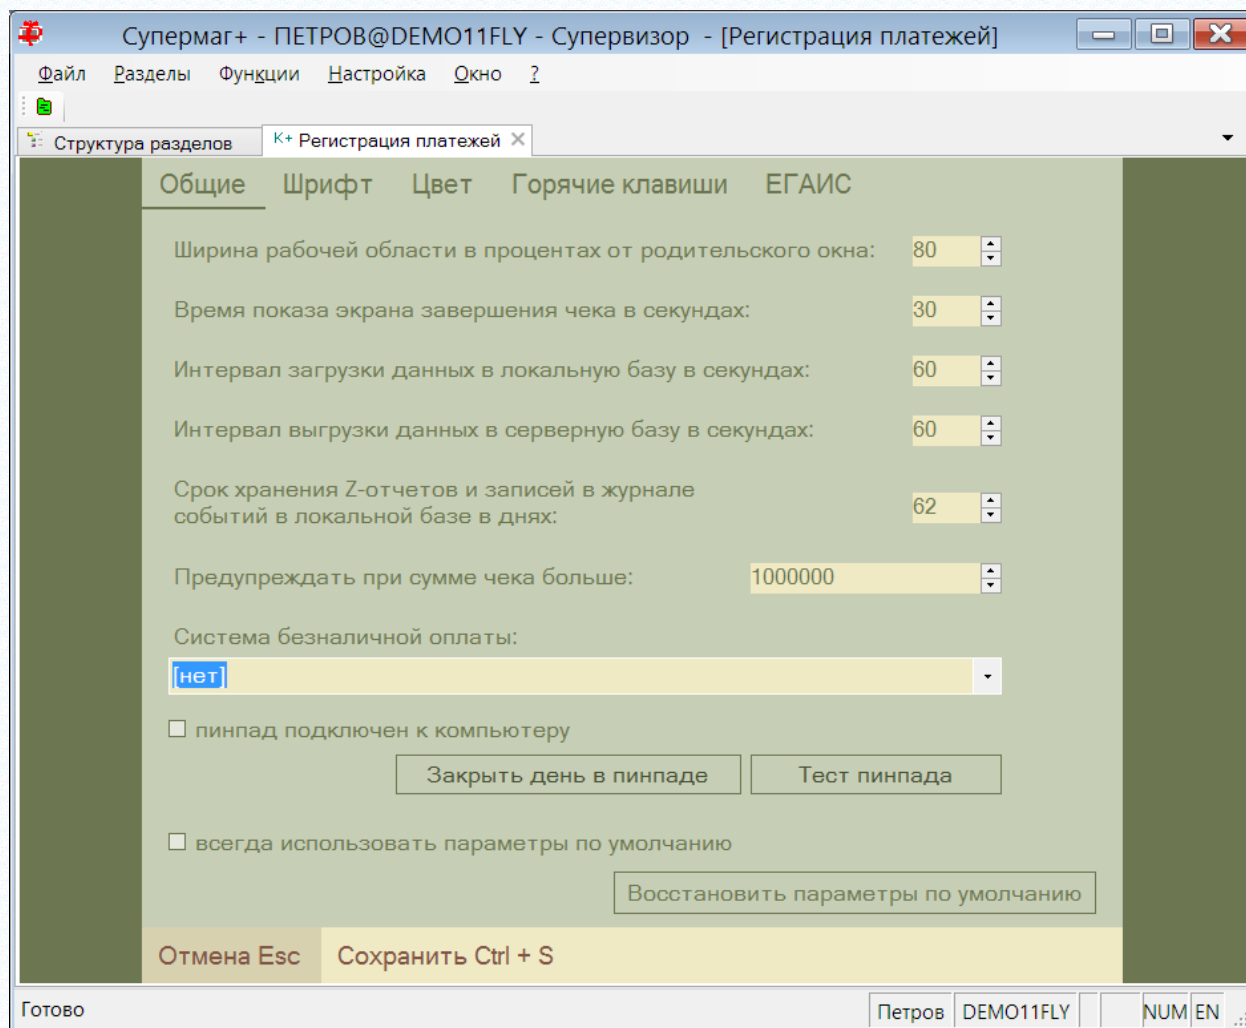 Супермаг+ - ПЕТРОВ@DEMO11FLY - Супервизор - [Регистрация платежей]
Файл Разделы Функции Настройка Окно ?
Структура разделов К+ Регистрация платежей
Общие Шрифт Цвет Горячие клавиши ЕГАИС
Ширина рабочей области в процентах от родительского окна: 80
Время показа экрана завершения чека в секундах: 30
Интервал загрузки данных в локальную базу в секундах: 60
Интервал выгрузки данных в серверную базу в секундах: 60
Срок хранения Z-отчетов и записей в журнале
событий в локальной базе в днях: 62
Предупреждать при сумме чека больше: 1000000
Система безналичной оплаты:
[нет]
пинпад подключен к компьютеру
Закрыть день в пинпаде Тест пинпада
всегда использовать параметры по умолчанию
Восстановить параметры по умолчанию
Отмена Esc Сохранить Ctrl + S
Готово Петров DEMO11FLY NUM EN